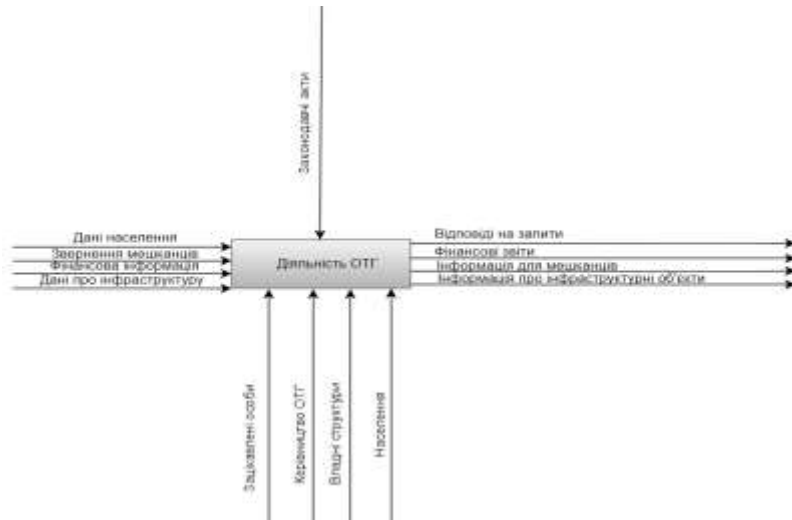 Законодавчі акти
Дані населення
Звернення мешканців
Фінансова інформація
Дані про інфраструктуру
Діяльність ОТГ
Відповіді на запити
Фінансові звіти
Інформація для мешканців
Інформація про інфраструктурні об'єкти
Зацікавлені особи
Керівництво ОТГ
Владні структури
Населення